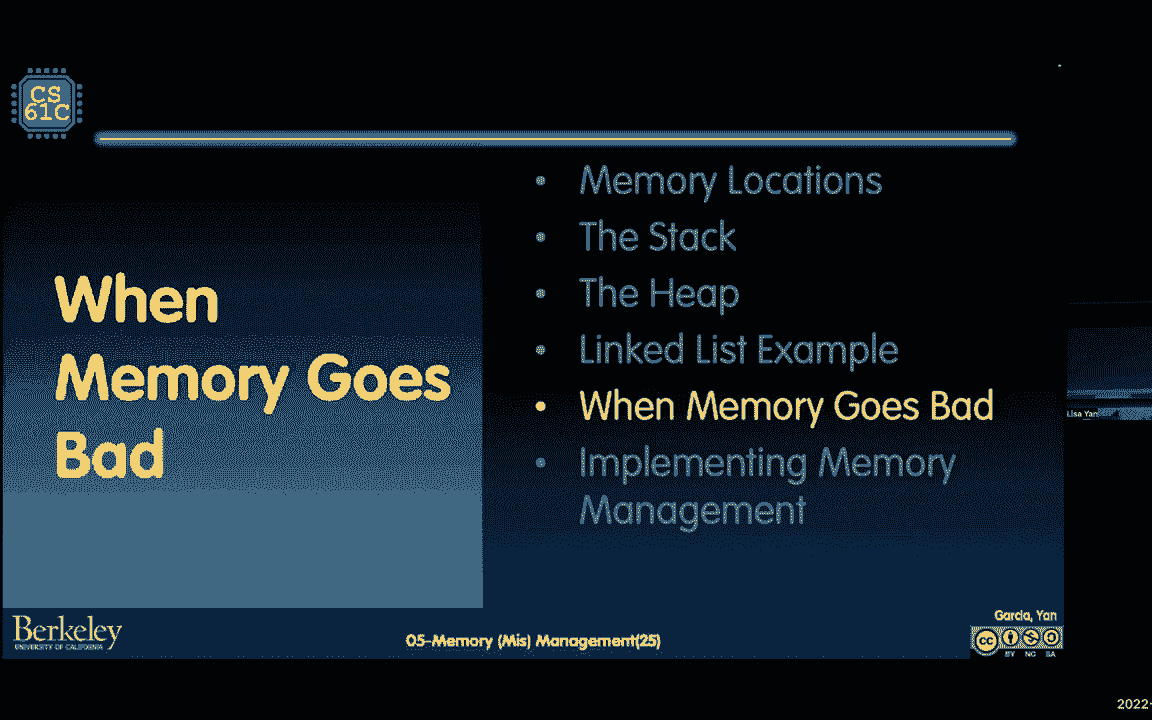 CS
61C
When
Memory Goes
Bad
• Memory Locations
• The Stack
• The Heap
• Linked List Example
• When Memory Goes Bad
• Implementing Memory
Management
Lisa Yan
Berkeley
UNIVERSITY OF CALIFORNIA
05-Memory (Mis) Management(25)
Garcia, Yan
cc
BY NC SA
2022-